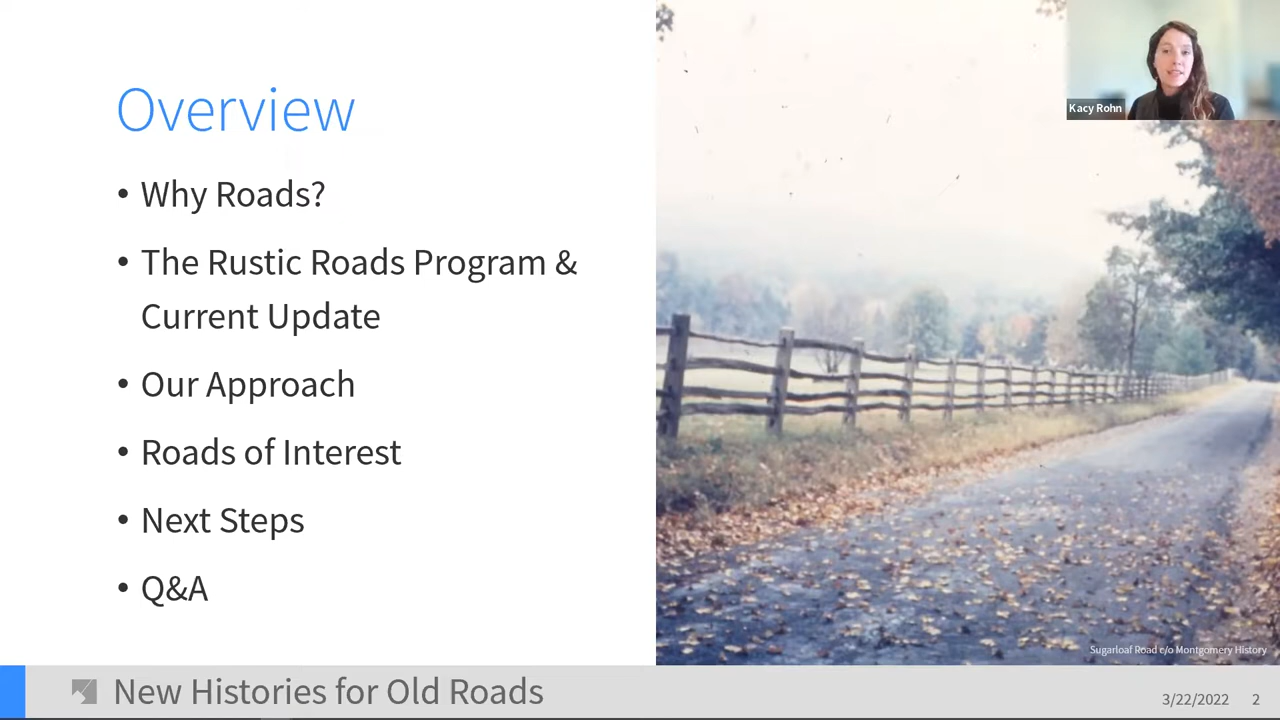 Kacy Rohn
Overview
• Why Roads?
• The Rustic Roads Program &
Current Update
• Our Approach
• Roads of Interest
• Next Steps
• Q&A
Sugarloaf Road c/o Montgomery History
New Histories for Old Roads
3/22/2022 2